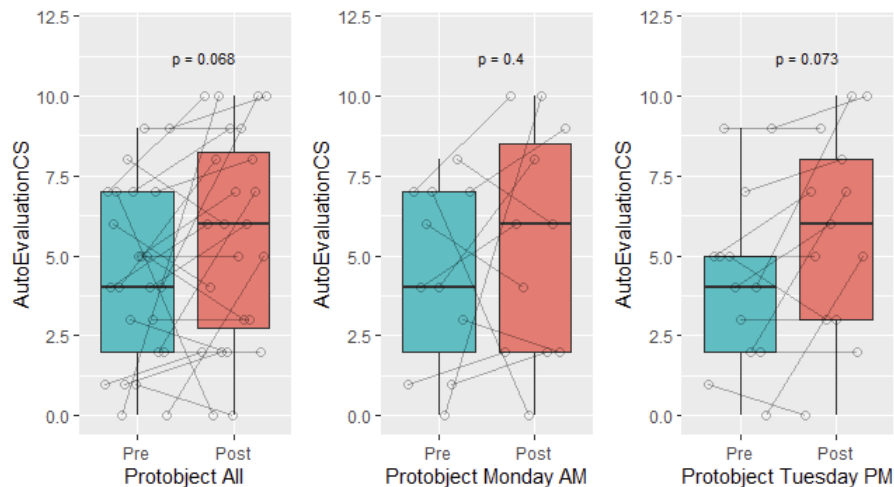 12.5
10.0
7.5
5.0
2.5
0.0
AutoEvaluationCS
p = 0.068
Pre Post
Protobject All
12.5
10.0
7.5
5.0
2.5
0.0
AutoEvaluationCS
p = 0.4
Pre Post
Protobject Monday AM
12.5
10.0
7.5
5.0
2.5
0.0
AutoEvaluationCS
p = 0.073
Pre Post
Protobject Tuesday PM